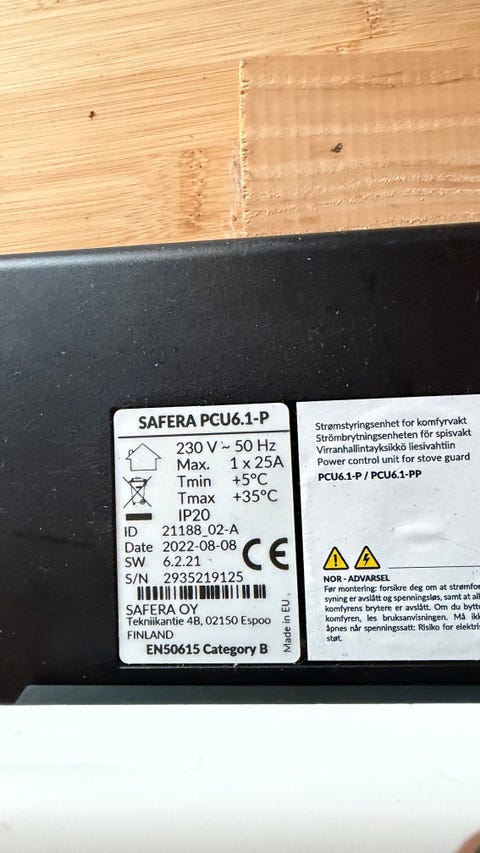 SAFERA PCU6.1-P
230 V ~ 50 Hz
Max. 1 x 25A
Tmin +5°C
Tmax +35°C
IP20
ID 21188_02-A
Date 2022-08-08
SW 6.2.21
S/N 2935219125
CE
SAFERA OY
Tekniikantie 4B, 02150 Espoo
FINLAND
Made in EU
EN50615 Category B
Strømstyringsenhet for komfyrvakt
Strömbrytningsenheten för spisvakt
Virranhallintayksikkö liesivahtiin
Power control unit for stove guard
PCU6.1-P / PCU6.1-PP
NOR - ADVARSEL
Før montering: forsikre deg om at strømfor
syning er avslått og spenningsløs, samt at all
komfyrens brytere er avslått. Om du bytt
komfyren, les bruksanvisningen. Må ik
åpnes når spenningssatt: Risiko for elektris
støt.